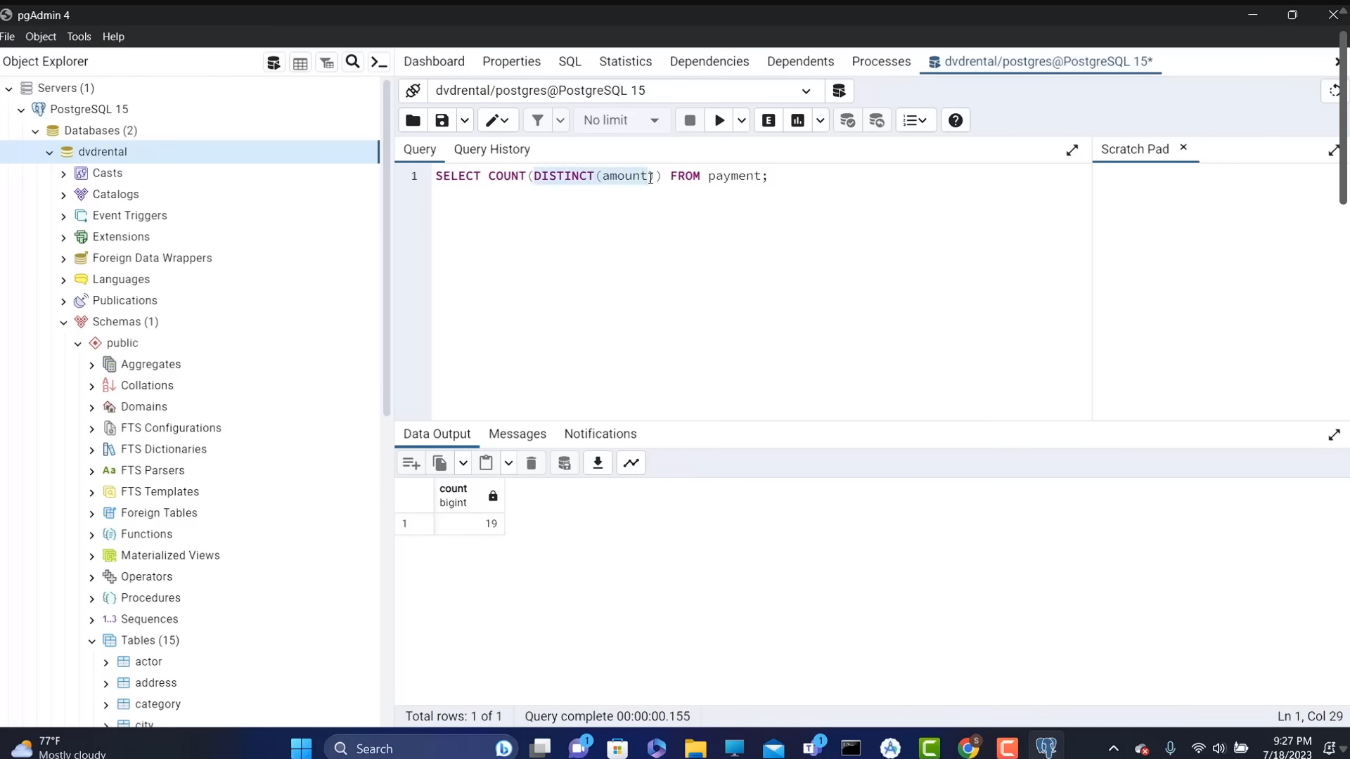 pgAdmin 4
File Object Tools Help
Object Explorer
Dashboard Properties SQL Statistics Dependencies Dependents Processes dvdrental/postgres@PostgreSQL 15*
Servers (1)
PostgreSQL 15
Databases (2)
dvdrental
Casts
Catalogs
Event Triggers
Extensions
Foreign Data Wrappers
Languages
Publications
Schemas (1)
public
Aggregates
Collations
Domains
FTS Configurations
FTS Dictionaries
Aa FTS Parsers
FTS Templates
Foreign Tables
Functions
Materialized Views
Operators
Procedures
1..3 Sequences
Tables (15)
actor
address
category
city
dvdrental/postgres@PostgreSQL 15
No limit
E
Query Query History
Scratch Pad
1 SELECT COUNT(DISTINCT(amount)) FROM payment;
Data Output Messages Notifications
count
bigint
1 19
Total rows: 1 of 1 Query complete 00:00:00.155 Ln 1, Col 29
77°F
Mostly cloudy
Search
1
1
S
9:27 PM
7/18/2023